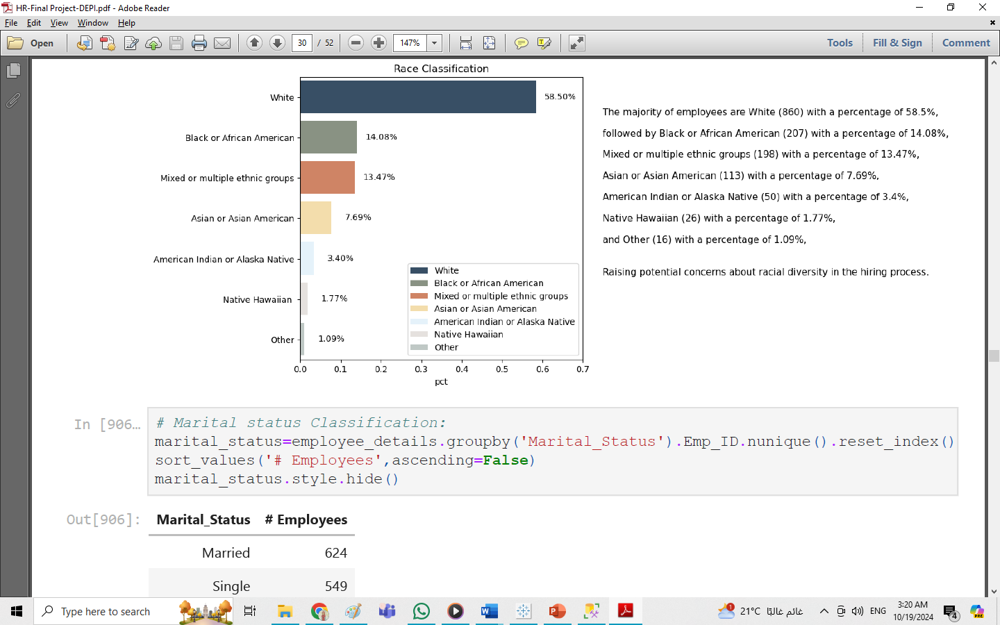 HR-Final Project-DEPI.pdf - Adobe Reader
File Edit View Window Help
Open 30 / 52 147% Tools Fill & Sign Comment
Race Classification
White 58.50%
Black or African American 14.08%
Mixed or multiple ethnic groups 13.47%
Asian or Asian American 7.69%
American Indian or Alaska Native 3.40%
Native Hawaiian 1.77%
Other 1.09%
White
Black or African American
Mixed or multiple ethnic groups
Asian or Asian American
American Indian or Alaska Native
Native Hawaiian
Other
0.0 0.1 0.2 0.3 0.4 0.5 0.6 0.7
pct
The majority of employees are White (860) with a percentage of 58.5%,
followed by Black or African American (207) with a percentage of 14.08%,
Mixed or multiple ethnic groups (198) with a percentage of 13.47%,
Asian or Asian American (113) with a percentage of 7.69%,
American Indian or Alaska Native (50) with a percentage of 3.4%,
Native Hawaiian (26) with a percentage of 1.77%,
and Other (16) with a percentage of 1.09%,
Raising potential concerns about racial diversity in the hiring process.
In [906…
# Marital status Classification:
marital_status=employee_details.groupby('Marital_Status').Emp_ID.nunique().reset_index()
sort_values('# Employees',ascending=False)
marital_status.style.hide()
Out[906]:
Marital_Status # Employees
Married 624
Single 549
Type here to search
1 21°C غائم غالبًا ENG 3:20 AM
10/19/2024
4
PRE